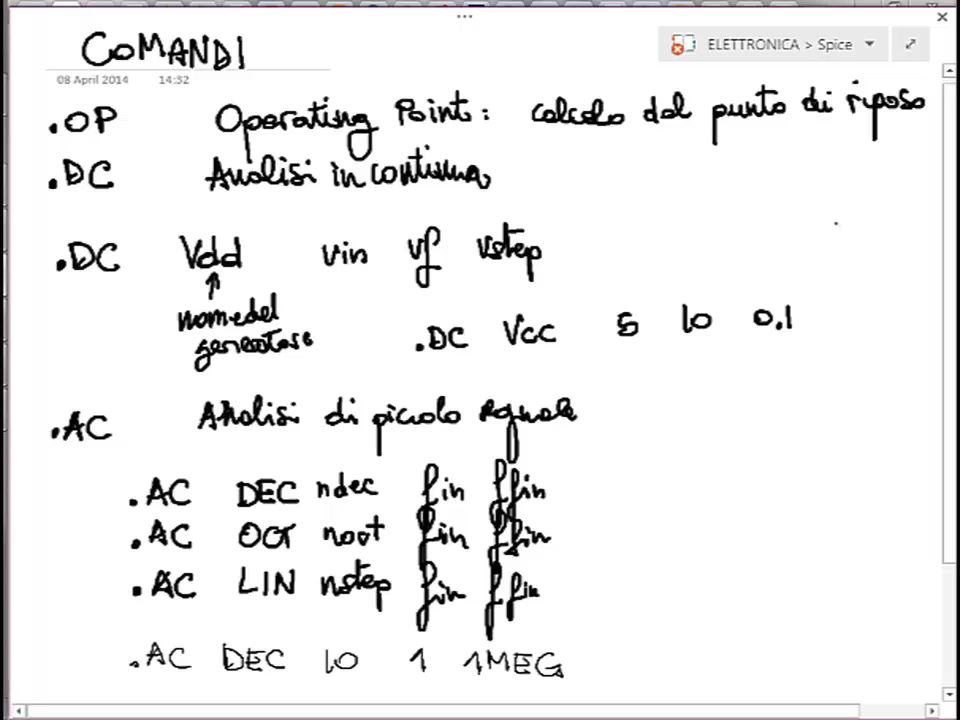 COMANDI
ELETTRONICA > Spice
08 April 2014 14:32
.OP Operating Point: calcolo del punto di riposo
.DC Analisi in continua
.DC Vdd vin vf vstep
nome del
generatore
.DC VCC 5 10 0.1
.AC Analisi di piccolo segnale
.AC DEC ndec fin ffin
.AC OCT noct fin ffin
.AC LIN nstep fin ffin
.AC DEC 10 1 1MEG